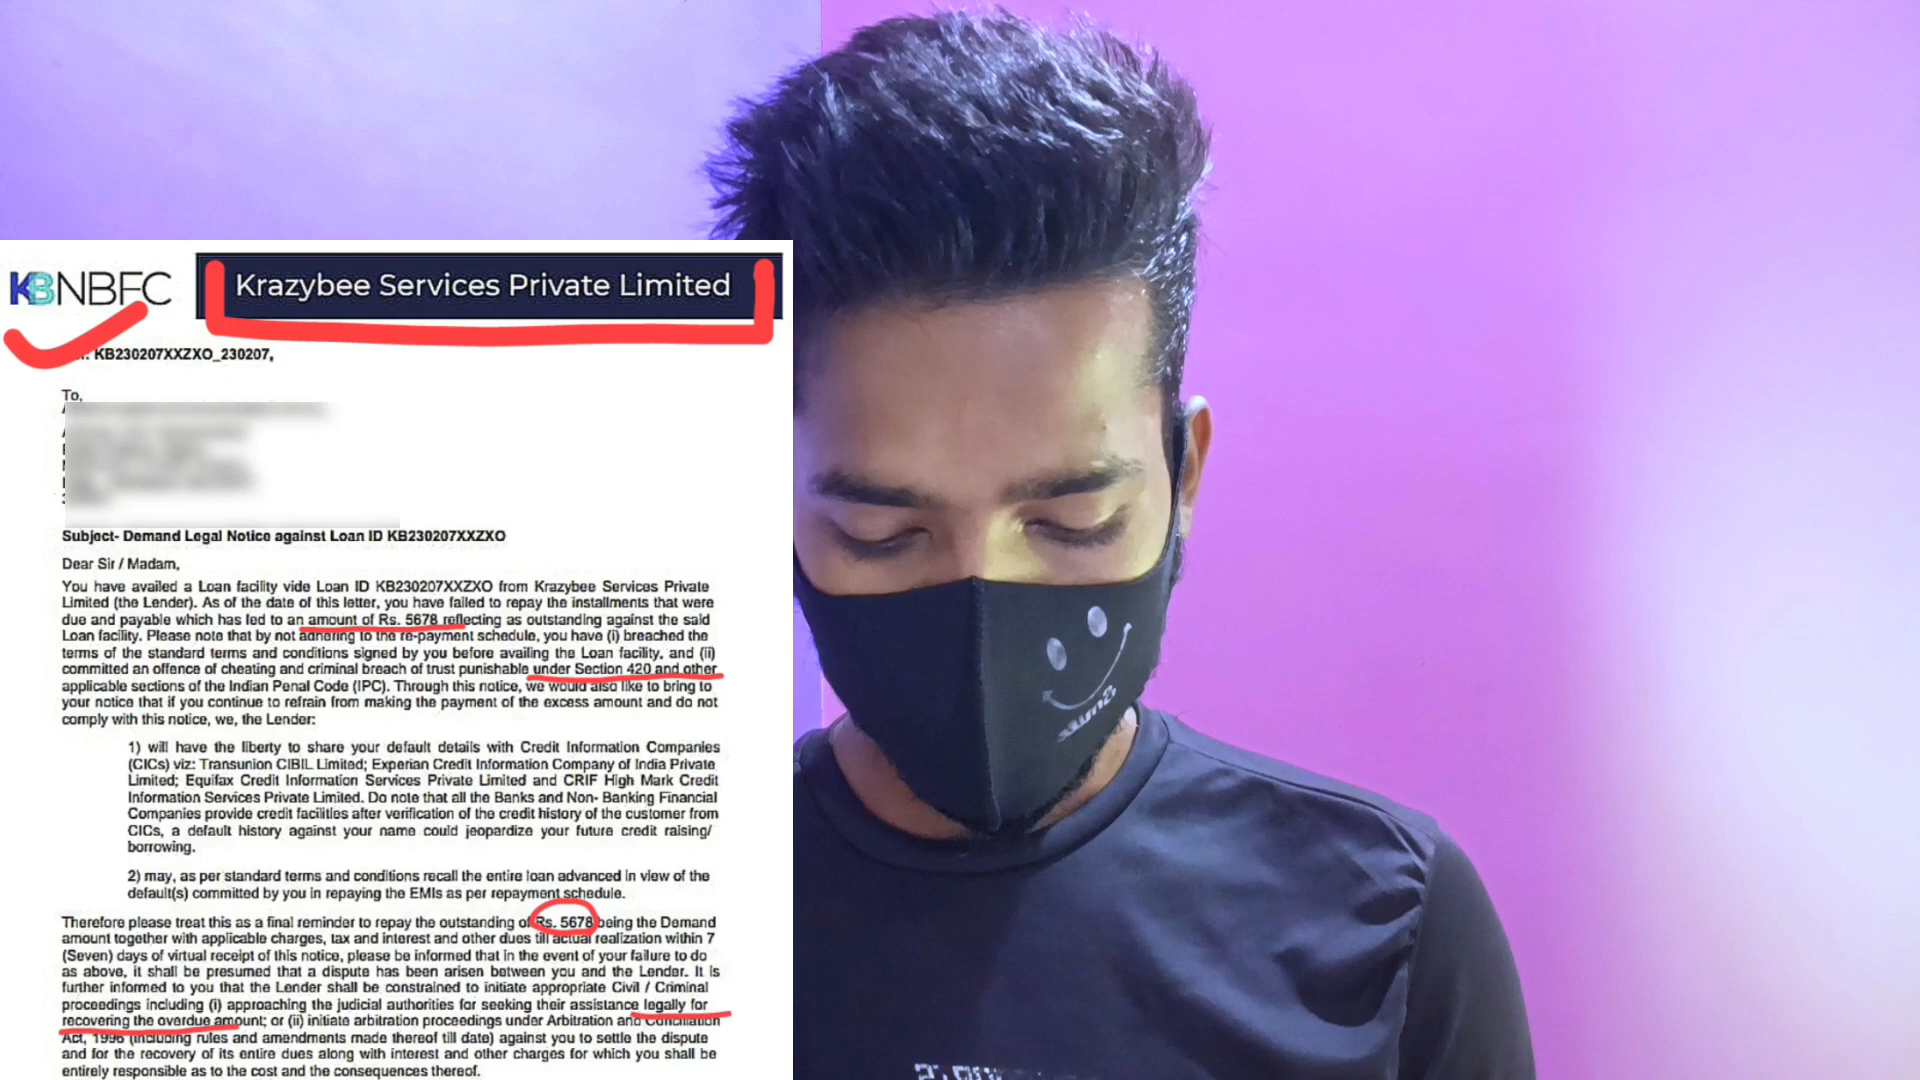 KBNBFC
Krazybee Services Private Limited
KB230207XXZXO_230207,
To,
Subject- Demand Legal Notice against Loan ID KB230207XXZXO
Dear Sir / Madam,
You have availed a Loan facility vide Loan ID KB230207XXZXO from Krazybee Services Private
Limited (the Lender). As of the date of this letter, you have failed to repay the installments that were
due and payable which has led to an amount of Rs. 5678 reflecting as outstanding against the said
Loan facility. Please note that by not adhering to the re-payment schedule, you have (i) breached the
terms of the standard terms and conditions signed by you before availing the Loan facility, and (ii)
committed an offence of cheating and criminal breach of trust punishable under Section 420 and other
applicable sections of the Indian Penal Code (IPC). Through this notice, we would also like to bring to
your notice that if you continue to refrain from making the payment of the excess amount and do not
comply with this notice, we, the Lender:
1) will have the liberty to share your default details with Credit Information Companies
(CICs) viz: Transunion CIBIL Limited; Experian Credit Information Company of India Private
Limited; Equifax Credit Information Services Private Limited and CRIF High Mark Credit
Information Services Private Limited. Do note that all the Banks and Non- Banking Financial
Companies provide credit facilities after verification of the credit history of the customer from
CICs, a default history against your name could jeopardize your future credit raising/
borrowing.
2) may, as per standard terms and conditions recall the entire loan advanced in view of the
default(s) committed by you in repaying the EMIs as per repayment schedule.
Therefore please treat this as a final reminder to repay the outstanding of Rs. 5678 being the Demand
amount together with applicable charges, tax and interest and other dues till actual realization within 7
(Seven) days of virtual receipt of this notice, please be informed that in the event of your failure to do
as above, it shall be presumed that a dispute has been arisen between you and the Lender. It is
further informed to you that the Lender shall be constrained to initiate appropriate Civil / Criminal
proceedings including (i) approaching the judicial authorities for seeking their assistance legally for
recovering the overdue amount; or (ii) initiate arbitration proceedings under Arbitration and Conciliation
Act, 1996 (including rules and amendments made thereof till date) against you to settle the dispute
and for the recovery of its entire dues along with interest and other charges for which you shall be
entirely responsible as to the cost and the consequences thereof.